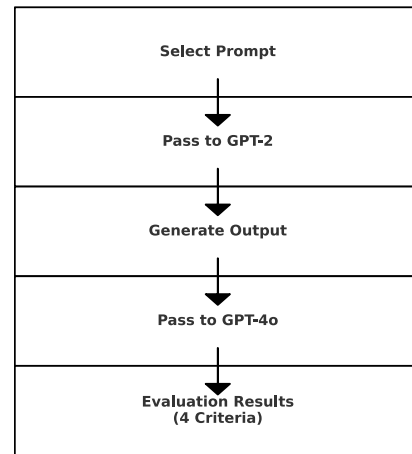 Select Prompt
Pass to GPT-2
Generate Output
Pass to GPT-4o
Evaluation Results
(4 Criteria)